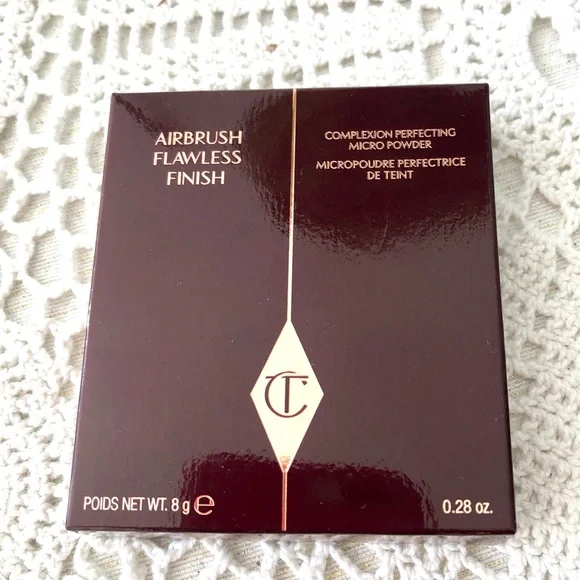 AIRBRUSH
FLAWLESS
FINISH
COMPLEXION PERFECTING
MICRO POWDER
MICROPOUDRE PERFECTRICE
DE TEINT
CT
POIDS NET WT. 8 g ℮
0.28 oz.